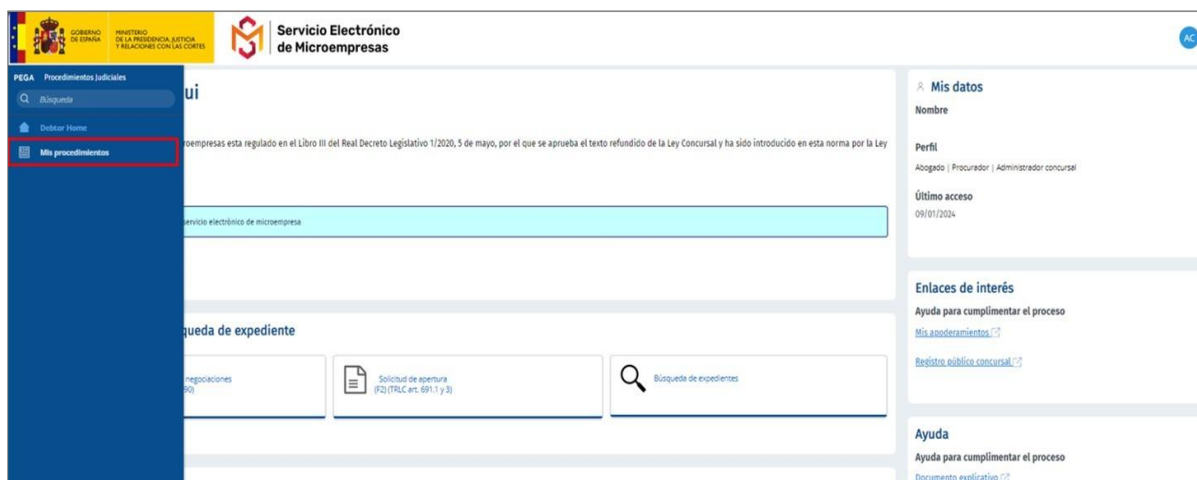 GOBIERNO
DE ESPAÑA
MINISTERIO
DE LA PRESIDENCIA, JUSTICIA
Y RELACIONES CON LAS CORTES
Servicio Electrónico
de Microempresas
AC
PEGA Procedimientos Judiciales
Búsqueda
Debtor Home
Mis procedimientos
ui
roempresas esta regulado en el Libro III del Real Decreto Legislativo 1/2020, 5 de mayo, por el que se aprueba el texto refundido de la Ley Concursal y ha sido introducido en esta norma por la Ley
servicio electrónico de microempresa
queda de expediente
negociaciones
90)
Solicitud de apertura
(F2) (TRLC art. 691.1 y 3)
Búsqueda de expedientes
Mis datos
Nombre
Perfil
Abogado | Procurador | Administrador concursal
Último acceso
09/01/2024
Enlaces de interés
Ayuda para cumplimentar el proceso
Mis apoderamientos
Registro público concursal
Ayuda
Ayuda para cumplimentar el proceso
Documento explicativo